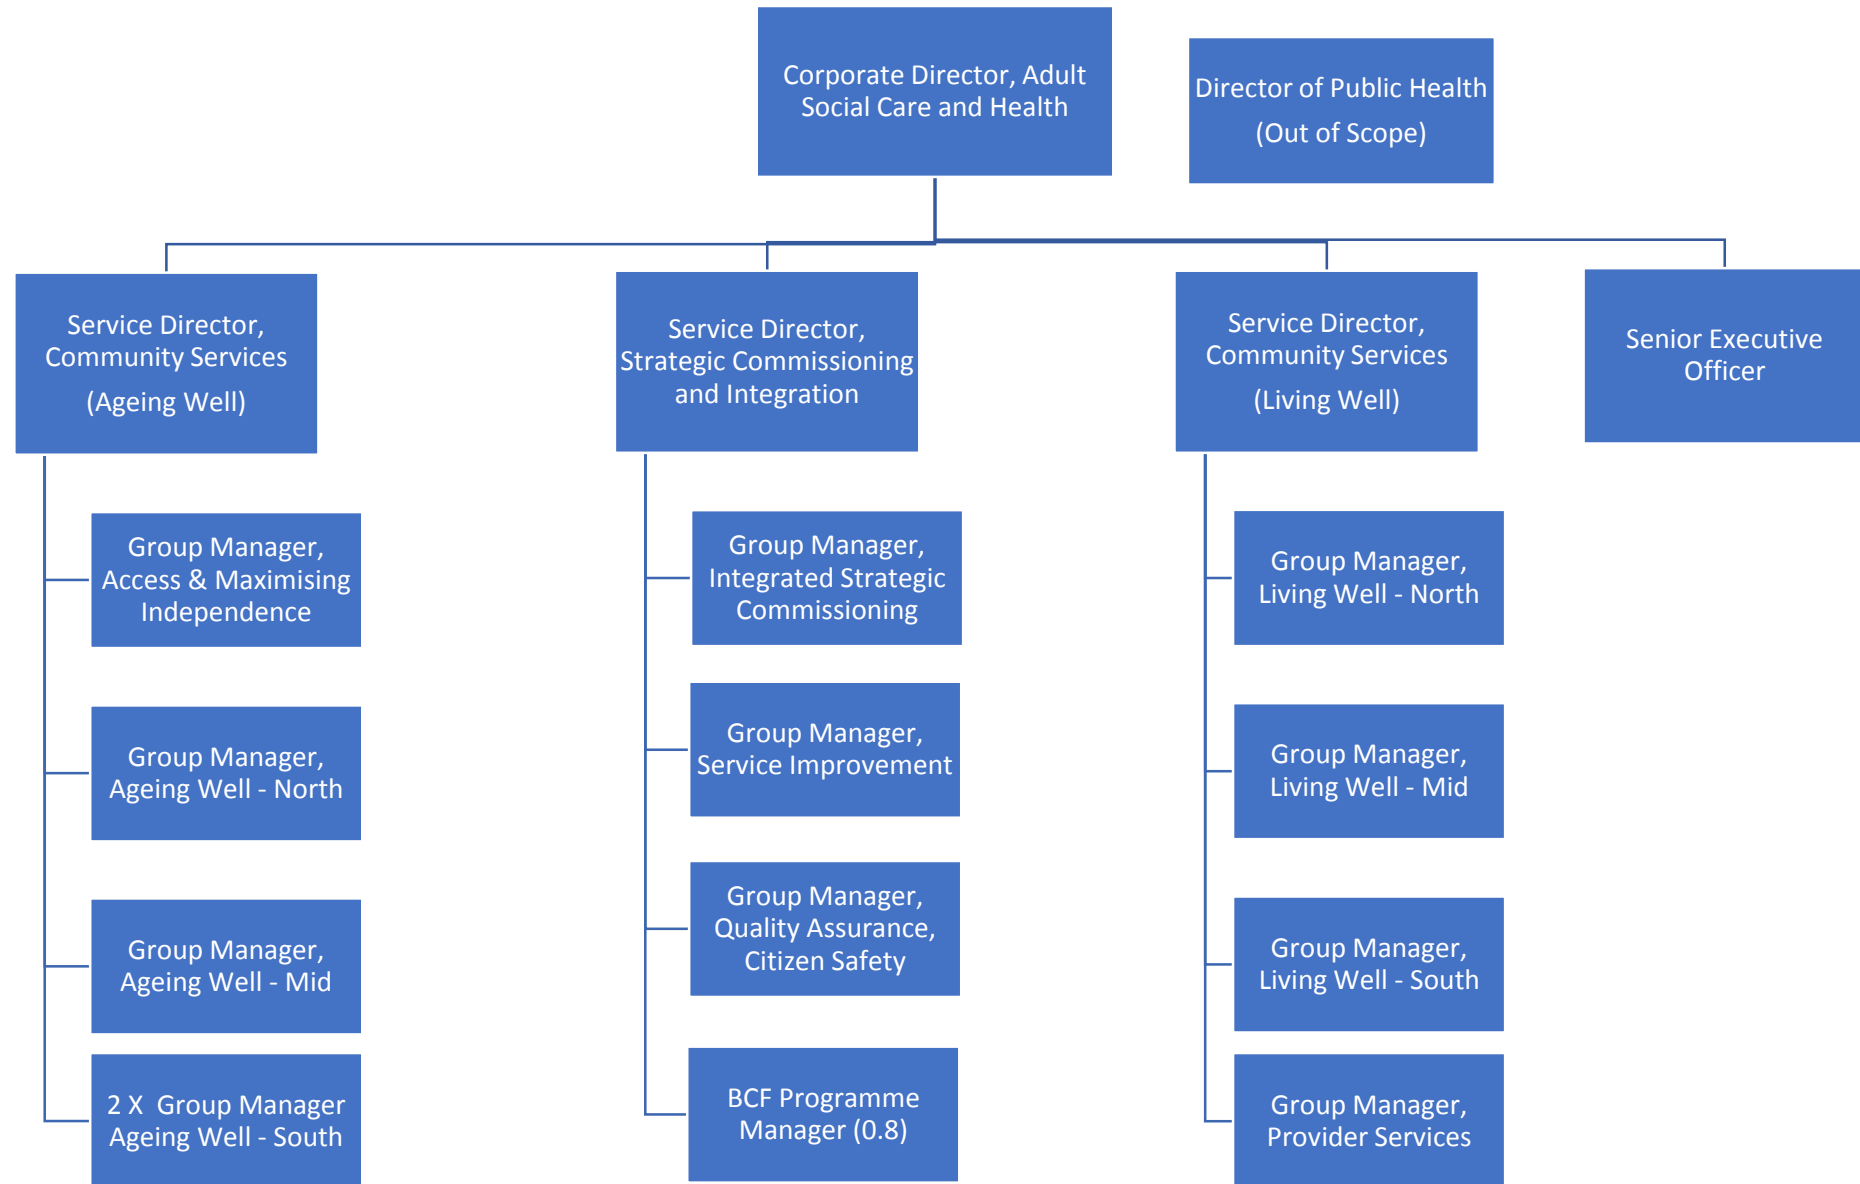 Corporate Director, Adult
Social Care and Health
Director of Public Health
(Out of Scope)
Service Director,
Community Services
(Ageing Well)
Service Director,
Strategic Commissioning
and Integration
Service Director,
Community Services
(Living Well)
Senior Executive
Officer
Group Manager,
Access & Maximising
Independence
Group Manager,
Ageing Well - North
Group Manager,
Ageing Well - Mid
2 X  Group Manager
Ageing Well - South
Group Manager,
Integrated Strategic
Commissioning
Group Manager,
Service Improvement
Group Manager,
Quality Assurance,
Citizen Safety
BCF Programme
Manager (0.8)
Group Manager,
Living Well - North
Group Manager,
Living Well - Mid
Group Manager,
Living Well - South
Group Manager,
Provider Services